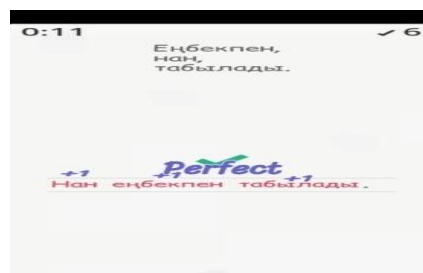 0:11 ✓ 6
Еңбекпен,
нан,
табылады.
Perfect
+1 +1 +1
Нан еңбекпен табылады.